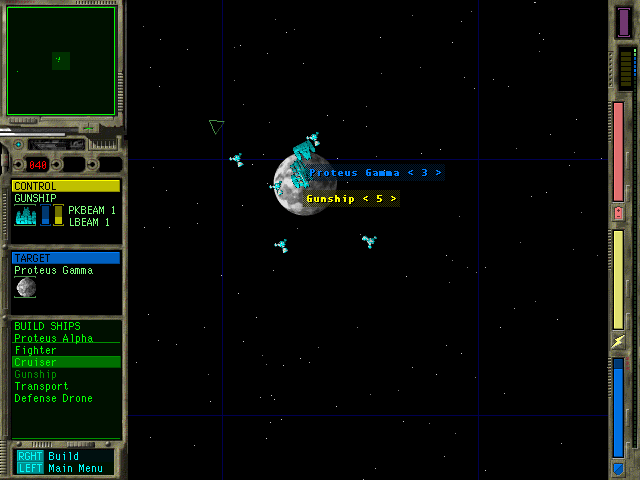 040
CONTROL
GUNSHIP
PKBEAM 1
LBEAM 1
TARGET
Proteus Gamma
BUILD SHIPS
Proteus Alpha
Fighter
Cruiser
Gunship
Transport
Defense Drone
RGHT Build
LEFT Main Menu
Proteus Gamma < 3 >
Gunship < 5 >